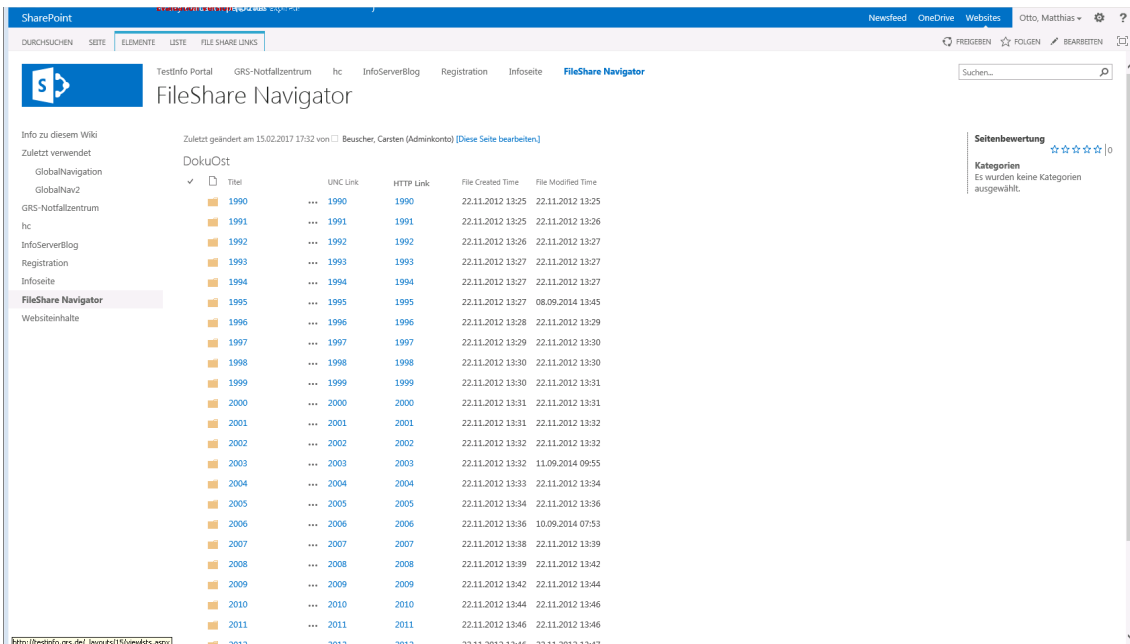 SharePoint
Newsfeed OneDrive Websites Otto, Matthias ?
DURCHSUCHEN SEITE ELEMENTE LISTE FILE SHARE LINKS
FREIGEBEN FOLGEN BEARBEITEN
TestInfo Portal GRS-Notfallzentrum hc InfoServerBlog Registration Infoseite FileShare Navigator
Suchen...
S
FileShare Navigator
Info zu diesem Wiki
Zuletzt verwendet
GlobalNavigation
GlobalNav2
GRS-Notfallzentrum
hc
InfoServerBlog
Registration
Infoseite
FileShare Navigator
Websiteinhalte
Zuletzt geändert am 15.02.2017 17:32 von Beuscher, Carsten (Adminkonto) [Diese Seite bearbeiten.]
DokuOst
Titel UNC Link HTTP Link File Created Time File Modified Time
1990 ... 1990 1990 22.11.2012 13:25 22.11.2012 13:25
1991 ... 1991 1991 22.11.2012 13:25 22.11.2012 13:26
1992 ... 1992 1992 22.11.2012 13:26 22.11.2012 13:27
1993 ... 1993 1993 22.11.2012 13:27 22.11.2012 13:27
1994 ... 1994 1994 22.11.2012 13:27 22.11.2012 13:27
1995 ... 1995 1995 22.11.2012 13:27 08.09.2014 13:45
1996 ... 1996 1996 22.11.2012 13:28 22.11.2012 13:29
1997 ... 1997 1997 22.11.2012 13:29 22.11.2012 13:30
1998 ... 1998 1998 22.11.2012 13:30 22.11.2012 13:30
1999 ... 1999 1999 22.11.2012 13:30 22.11.2012 13:31
2000 ... 2000 2000 22.11.2012 13:31 22.11.2012 13:31
2001 ... 2001 2001 22.11.2012 13:31 22.11.2012 13:32
2002 ... 2002 2002 22.11.2012 13:32 22.11.2012 13:32
2003 ... 2003 2003 22.11.2012 13:32 11.09.2014 09:55
2004 ... 2004 2004 22.11.2012 13:33 22.11.2012 13:34
2005 ... 2005 2005 22.11.2012 13:34 22.11.2012 13:36
2006 ... 2006 2006 22.11.2012 13:36 10.09.2014 07:53
2007 ... 2007 2007 22.11.2012 13:38 22.11.2012 13:39
2008 ... 2008 2008 22.11.2012 13:39 22.11.2012 13:42
2009 ... 2009 2009 22.11.2012 13:42 22.11.2012 13:44
2010 ... 2010 2010 22.11.2012 13:44 22.11.2012 13:46
2011 ... 2011 2011 22.11.2012 13:46 22.11.2012 13:46
Seitenbewertung
0
Kategorien
Es wurden keine Kategorien
ausgewählt.
http://testinfo.grs.de/_layouts/15/viewlsts.aspx